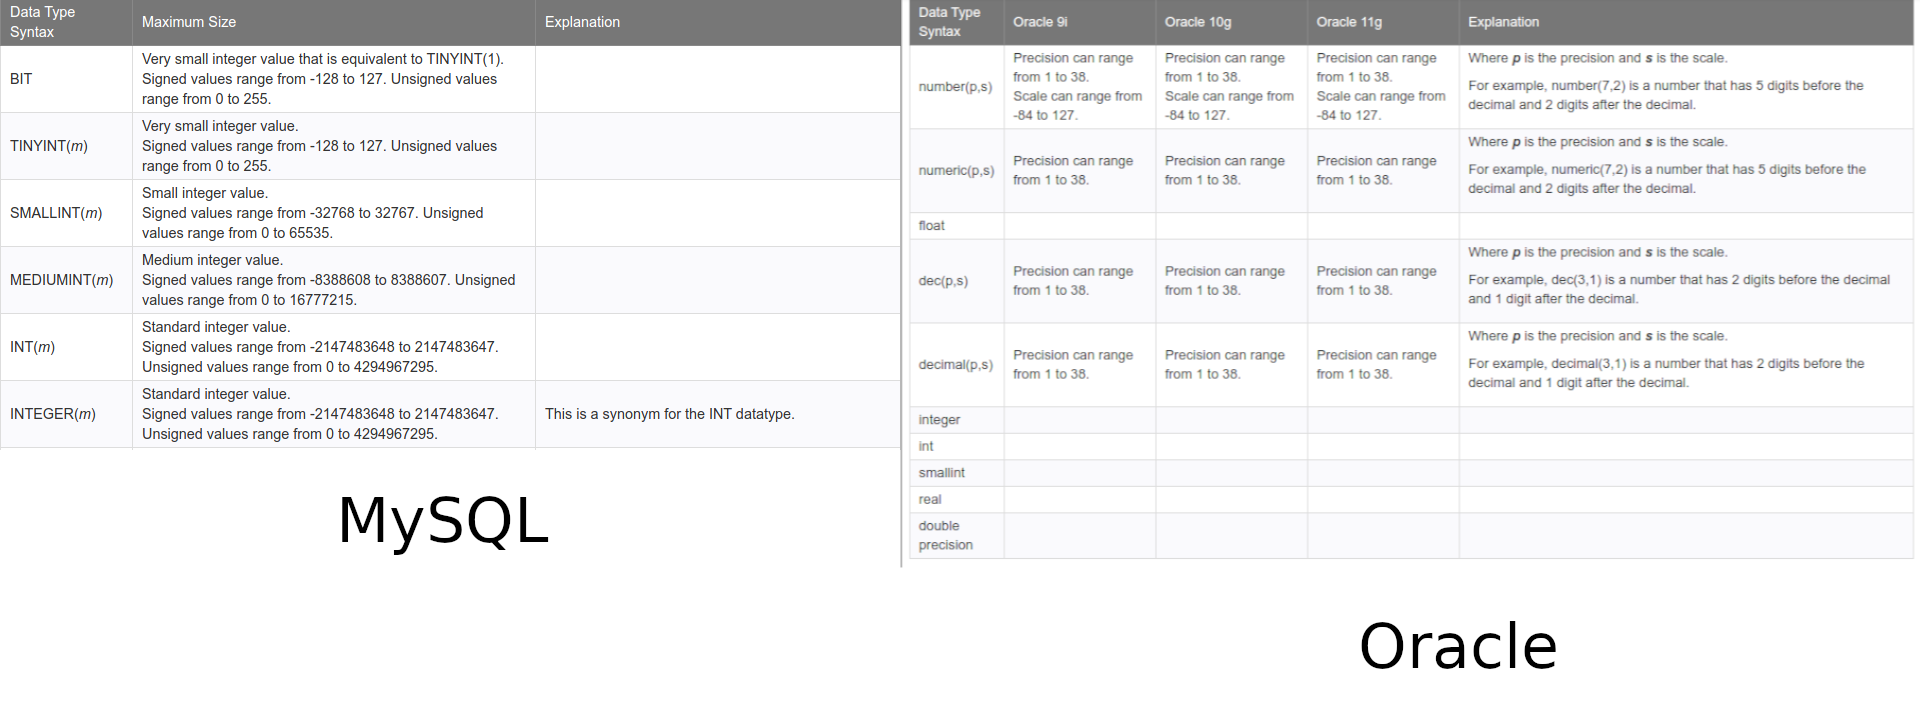 Data Type
Syntax
Maximum Size
Explanation
BIT
Very small integer value that is equivalent to TINYINT(1).
Signed values range from -128 to 127. Unsigned values
range from 0 to 255.
TINYINT(m)
Very small integer value.
Signed values range from -128 to 127. Unsigned values
range from 0 to 255.
SMALLINT(m)
Small integer value.
Signed values range from -32768 to 32767. Unsigned
values range from 0 to 65535.
MEDIUMINT(m)
Medium integer value.
Signed values range from -8388608 to 8388607. Unsigned
values range from 0 to 16777215.
INT(m)
Standard integer value.
Signed values range from -2147483648 to 2147483647.
Unsigned values range from 0 to 4294967295.
INTEGER(m)
Standard integer value.
Signed values range from -2147483648 to 2147483647.
Unsigned values range from 0 to 4294967295.
This is a synonym for the INT datatype.
MySQL
Data Type
Syntax
Oracle 9i
Oracle 10g
Oracle 11g
Explanation
number(p,s)
Precision can range
from 1 to 38.
Scale can range from
-84 to 127.
Precision can range
from 1 to 38.
Scale can range from
-84 to 127.
Precision can range
from 1 to 38.
Scale can range from
-84 to 127.
Where p is the precision and s is the scale.
For example, number(7,2) is a number that has 5 digits before the
decimal and 2 digits after the decimal.
numeric(p,s)
Precision can range
from 1 to 38.
Precision can range
from 1 to 38.
Precision can range
from 1 to 38.
Where p is the precision and s is the scale.
For example, numeric(7,2) is a number that has 5 digits before the
decimal and 2 digits after the decimal.
float
dec(p,s)
Precision can range
from 1 to 38.
Precision can range
from 1 to 38.
Precision can range
from 1 to 38.
Where p is the precision and s is the scale.
For example, dec(3,1) is a number that has 2 digits before the decimal
and 1 digit after the decimal.
decimal(p,s)
Precision can range
from 1 to 38.
Precision can range
from 1 to 38.
Precision can range
from 1 to 38.
Where p is the precision and s is the scale.
For example, decimal(3,1) is a number that has 2 digits before the
decimal and 1 digit after the decimal.
integer
int
smallint
real
double
precision
Oracle